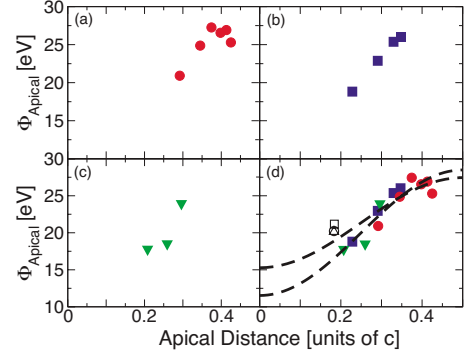 (a)
(b)
30
25
20
15
Φ_Apical [eV]
(c)
(d)
30
25
20
15
10
Φ_Apical [eV]
0
0.2
0.4
0
0.2
0.4
Apical Distance [units of c]